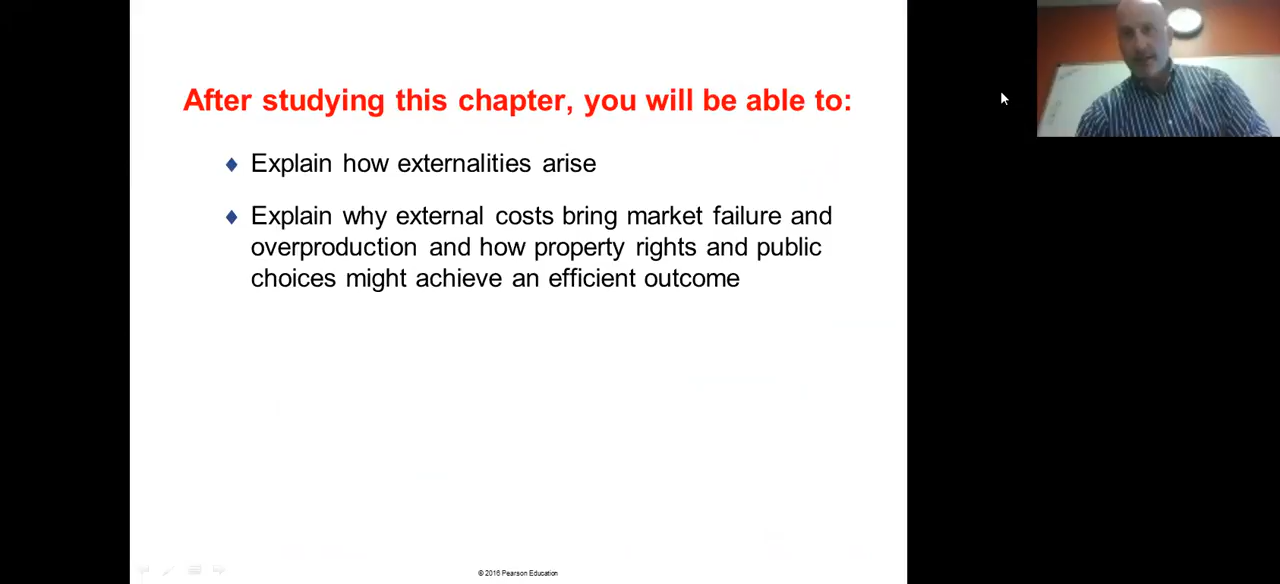 After studying this chapter, you will be able to:
Explain how externalities arise
Explain why external costs bring market failure and
overproduction and how property rights and public
choices might achieve an efficient outcome
© 2016 Pearson Education